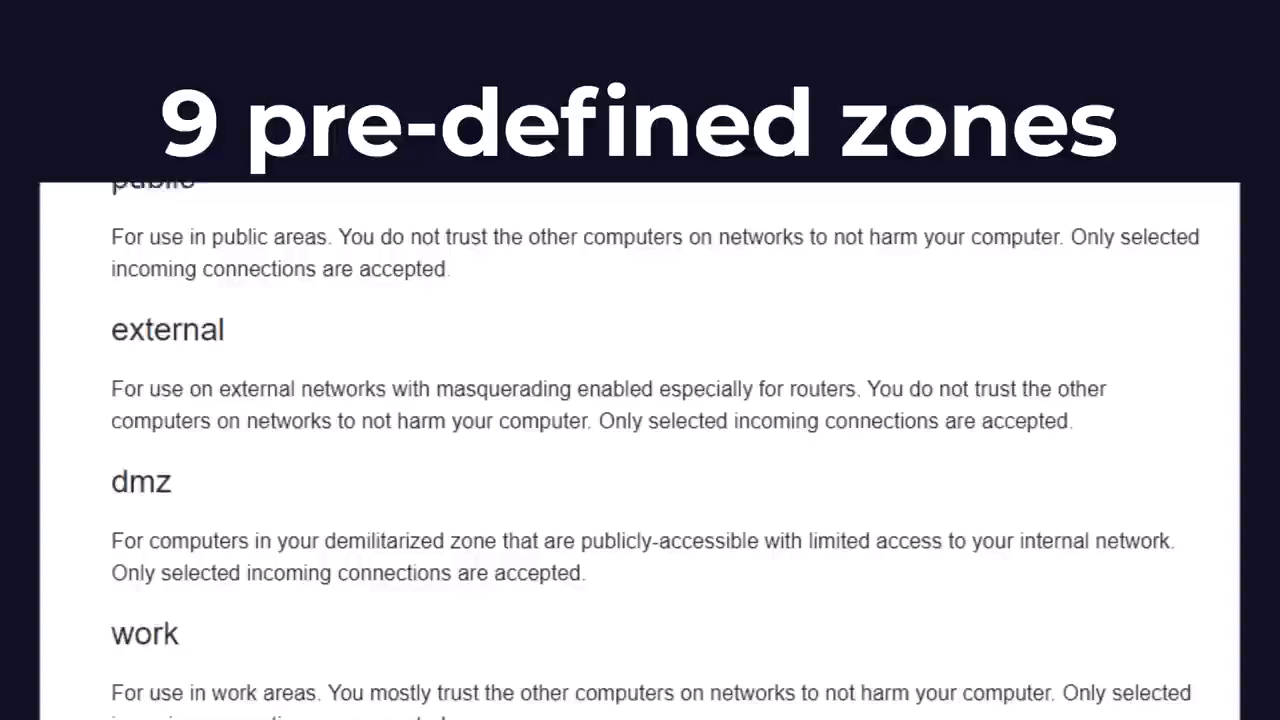 9 pre-defined zones
public
For use in public areas. You do not trust the other computers on networks to not harm your computer. Only selected
incoming connections are accepted.
external
For use on external networks with masquerading enabled especially for routers. You do not trust the other
computers on networks to not harm your computer. Only selected incoming connections are accepted.
dmz
For computers in your demilitarized zone that are publicly-accessible with limited access to your internal network.
Only selected incoming connections are accepted.
work
For use in work areas. You mostly trust the other computers on networks to not harm your computer. Only selected